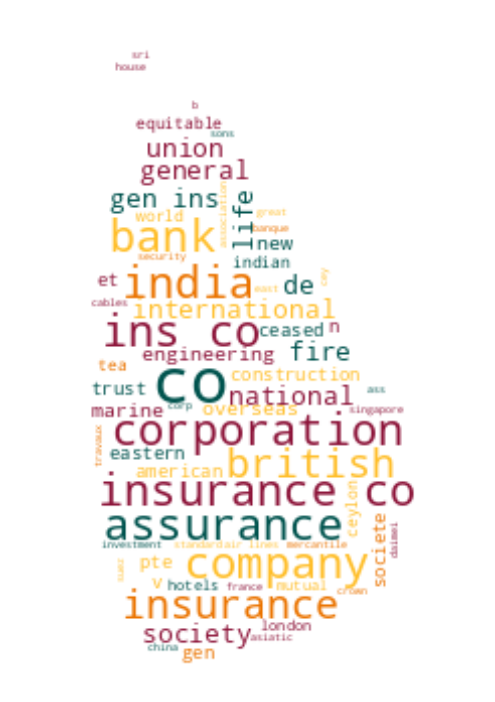 sri
house
b
equitable
sons
union
general
gen ins
life
association
world
great
bank
banque
new
security
indian
et
india
east
de
cey
cables
international
ins co
ceased
n
engineering
fire
tea
construction
trust
co
national
ass
marine
corp
overseas
singapore
corporation
travaux
eastern
british
american
insurance co
ceylon
assurance
societe
daimei
investment
standard
air lines
mercantile
pte
company
suez
v
hotels
france
mutual
crown
insurance
society
london
asiatic
china
gen